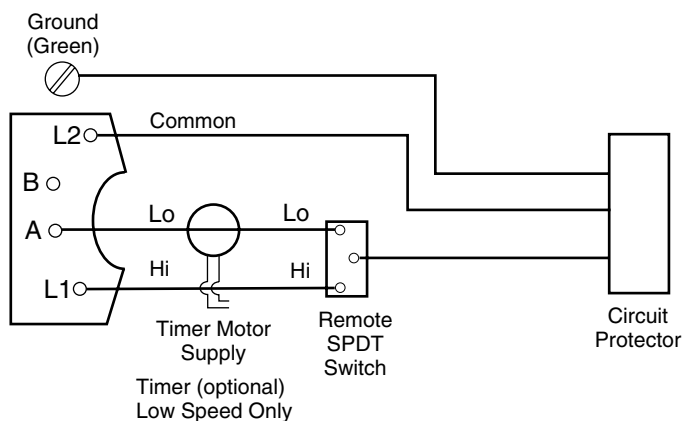 Ground
(Green)
L2
Common
B
A
Lo
Lo
L1
Hi
Hi
Timer Motor
Supply
Timer (optional)
Low Speed Only
Remote
SPDT
Switch
Circuit
Protector